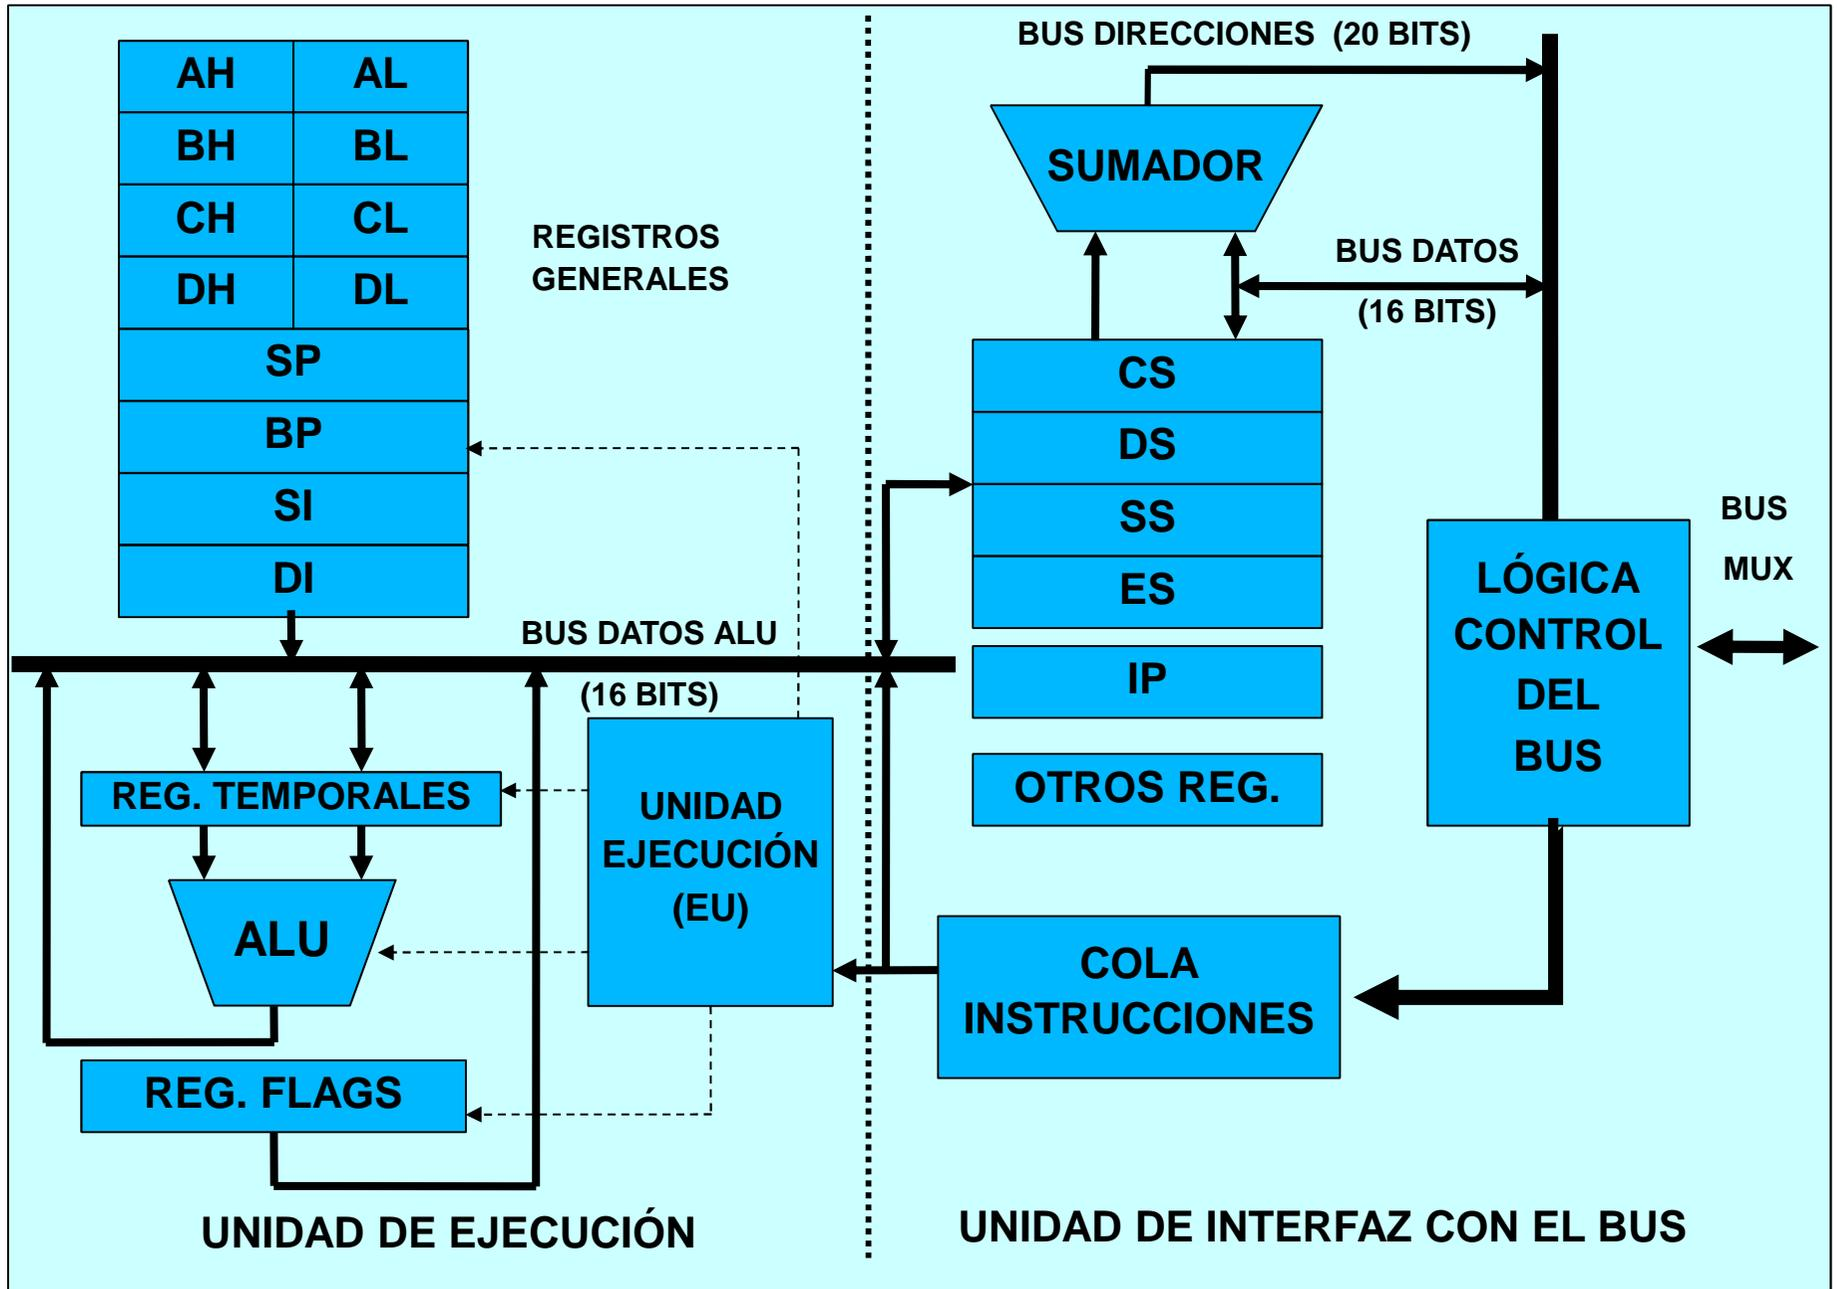 AH
AL
BH
BL
CH
CL
DH
DL
SP
BP
SI
DI
REGISTROS
GENERALES
BUS DATOS ALU
(16 BITS)
REG. TEMPORALES
ALU
REG. FLAGS
UNIDAD
EJECUCIÓN
(EU)
UNIDAD DE EJECUCIÓN
BUS DIRECCIONES (20 BITS)
SUMADOR
BUS DATOS
(16 BITS)
CS
DS
SS
ES
IP
OTROS REG.
LÓGICA
CONTROL
DEL
BUS
BUS
MUX
COLA
INSTRUCCIONES
UNIDAD DE INTERFAZ CON EL BUS